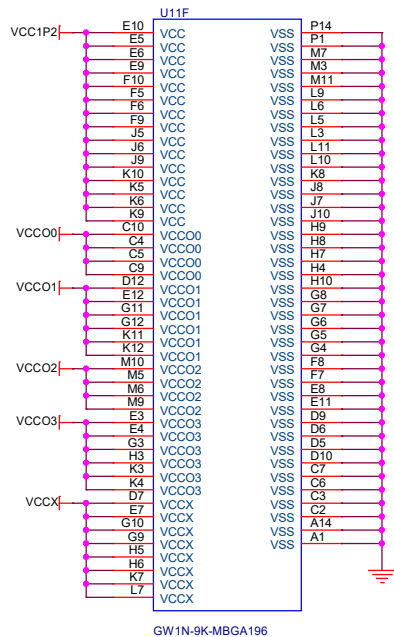 U11F
VCC1P2 E10 VCC VSS P14
E5 VCC VSS P1
E6 VCC VSS M7
E9 VCC VSS M3
F10 VCC VSS M11
F5 VCC VSS L9
F6 VCC VSS L6
F9 VCC VSS L5
J5 VCC VSS L3
J6 VCC VSS L11
J9 VCC VSS L10
K10 VCC VSS K8
K5 VCC VSS J8
K6 VCC VSS J7
K9 VCC VSS J10
VCCO0 C10 VCCO0 VSS H9
C4 VCCO0 VSS H8
C5 VCCO0 VSS H7
C9 VCCO0 VSS H4
VCCO1 D12 VCCO1 VSS H10
E12 VCCO1 VSS G8
G11 VCCO1 VSS G7
G12 VCCO1 VSS G6
K11 VCCO1 VSS G5
K12 VCCO1 VSS G4
VCCO2 M10 VCCO2 VSS F8
M5 VCCO2 VSS F7
M6 VCCO2 VSS E8
M9 VCCO2 VSS E11
VCCO3 E3 VCCO3 VSS D9
E4 VCCO3 VSS D6
G3 VCCO3 VSS D5
H3 VCCO3 VSS D10
K3 VCCO3 VSS C7
K4 VCCO3 VSS C6
VCCX D7 VCCX VSS C3
E7 VCCX VSS C2
G10 VCCX VSS A14
G9 VCCX VSS A1
H5 VCCX
H6 VCCX
K7 VCCX
L7 VCCX
GW1N-9K-MBGA196